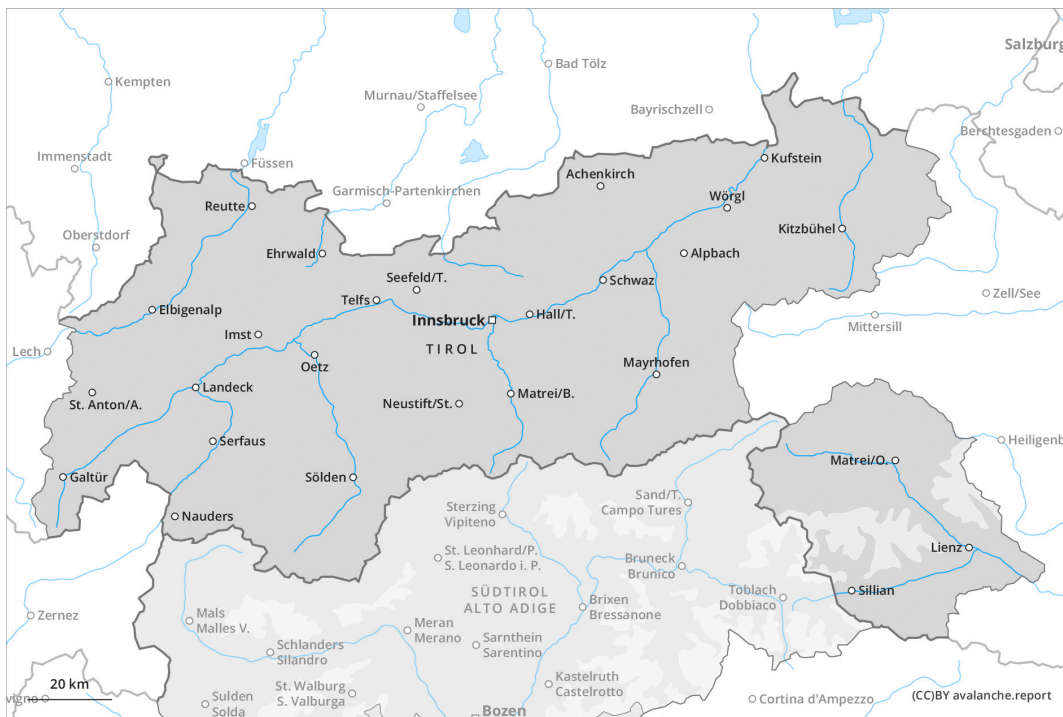 Salzburg
Kempten
Bad Tölz
Murnau/Staffelsee
Bayrischzell
Berchtesgaden
Immenstadt
Füssen
Kufstein
Achenkirch
Garmisch-Partenkirchen
Reutte
Wörgl
Oberstdorf
Kitzbühel
Ehrwald
Alpbach
Seefeld/T.
Schwaz
Zell/See
Telfs
Elbigenalp
Innsbruck
Hall/T.
Mittersill
Imst
TIROL
Lech
Oetz
Mayrhofen
Landeck
St. Anton/A.
Neustift/St.
Matrei/B.
Serfaus
Heiligenb
Matrei/O.
Galtür
Sölden
Sand/T.
Campo Tures
Sterzing
Vipiteno
Nauders
Lienz
St. Leonhard/P.
S. Leonardo i. P.
Bruneck
Brunico
SÜDTIROL
ALTO ADIGE
Toblach
Dobbiaco
Sillian
Brixen
Bressanone
Zernez
Mals
Malles V.
Meran
Merano
Sarnthein
Sarentino
Schlanders
Silandro
Kastelruth
Castelrotto
20 km
St. Walburg
S. Valburga
Sulden
Solda
vigno
Cortina d'Ampezzo
(CC)BY avalanche.report
Bozen